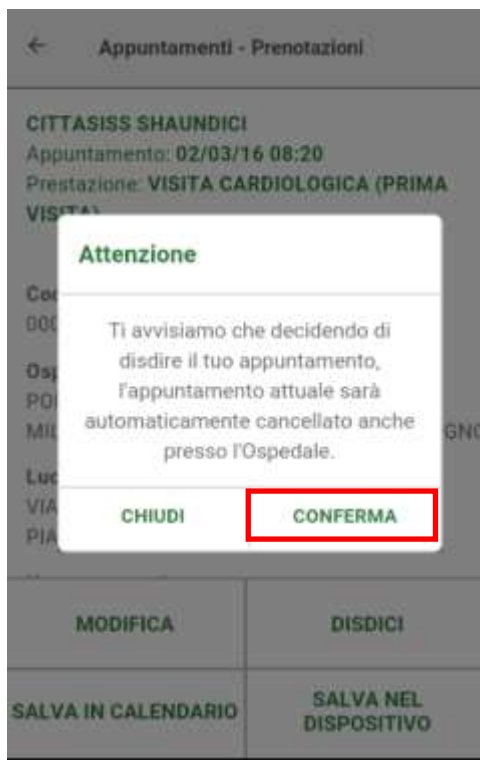 Appuntamenti - Prenotazioni
CITTASISS SHAUNDICI
Appuntamento: 02/03/16 08:20
Prestazione: VISITA CARDIOLOGICA (PRIMA
VISITA)
Attenzione
Ti avvisiamo che decidendo di
disdire il tuo appuntamento,
l'appuntamento attuale sarà
automaticamente cancellato anche
presso l'Ospedale.
VIA
CHIUDI
CONFERMA
MODIFICA
DISDICI
SALVA IN CALENDARIO
SALVA NEL
DISPOSITIVO